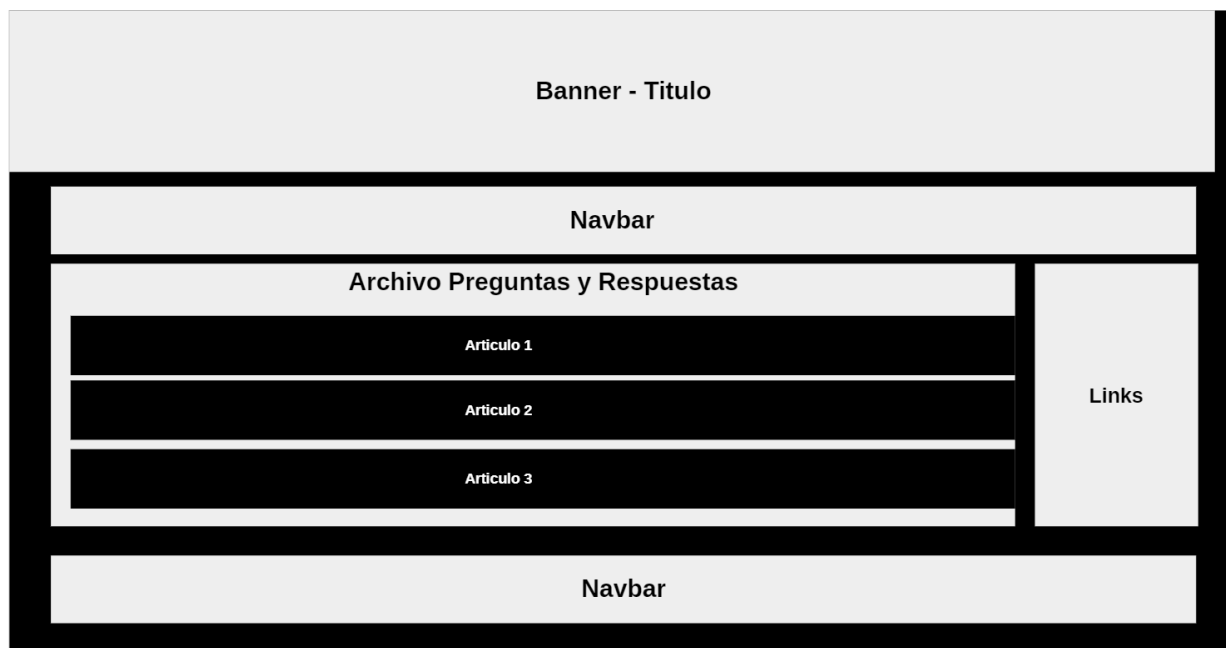 Banner - Titulo
Navbar
Archivo Preguntas y Respuestas
Articulo 1
Articulo 2
Articulo 3
Links
Navbar